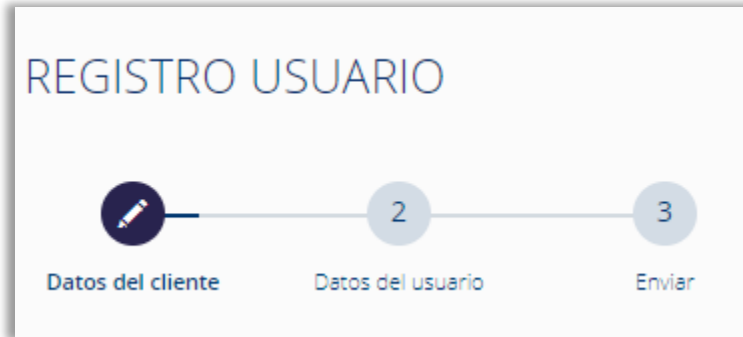 REGISTRO USUARIO
2
3
Datos del cliente
Datos del usuario
Enviar